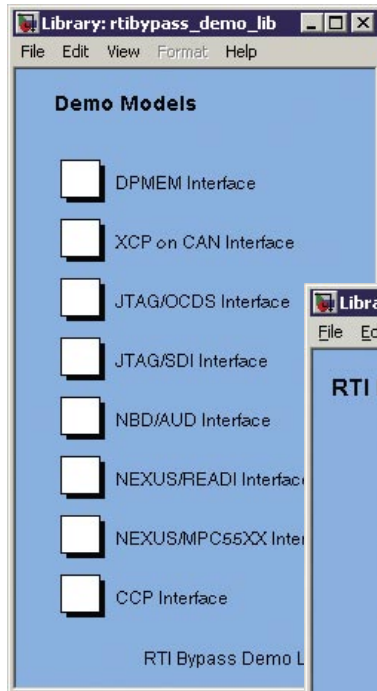 Library: rtibypass_demo_lib
File Edit View Format Help
Demo Models
DPMEM Interface
XCP on CAN Interface
JTAG/OCDS Interface
JTAG/SDI Interface
NBD/AUD Interface
NEXUS/READI Interfac
NEXUS/MPC55XX Inter
CCP Interface
RTI Bypass Demo L
Libra
File Ed
RTI